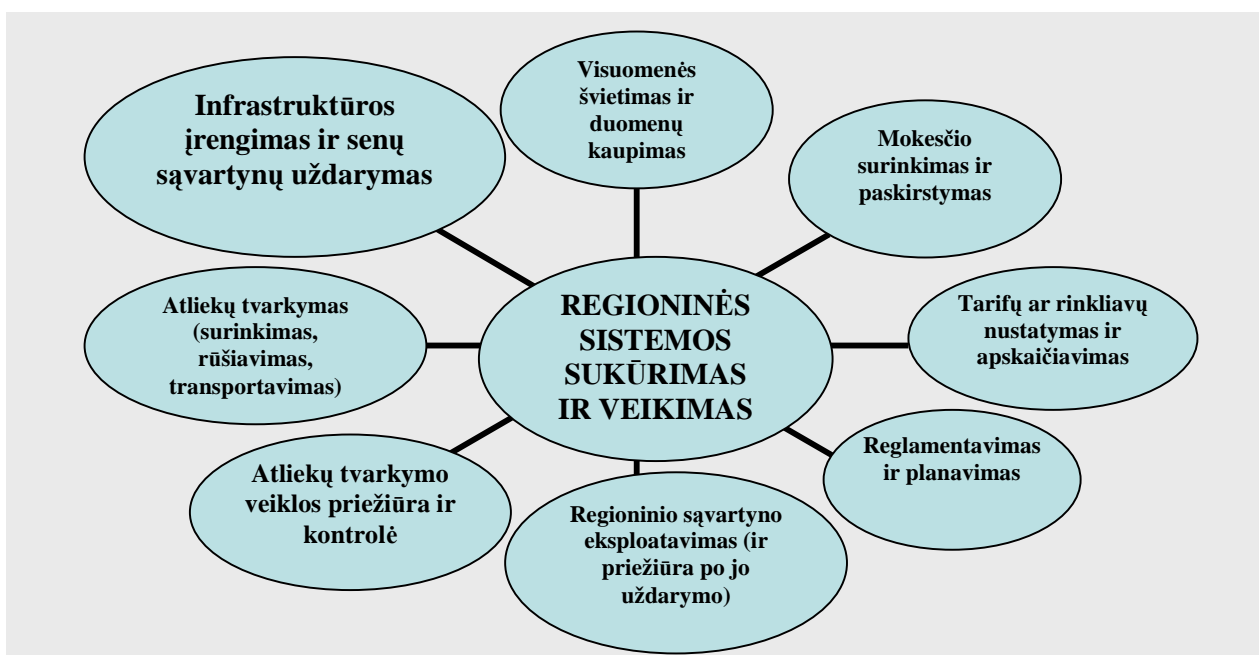 Infrastruktūros
įrengimas ir senų
sąvartynų uždarymas
Visuomenės
švietimas ir
duomenų
kaupimas
Mokesčio
surinkimas ir
paskirstymas
Atliekų tvarkymas
(surinkimas,
rūšiavimas,
transportavimas)
REGIONINĖS
SISTEMOS
SUKŪRIMAS
IR VEIKIMAS
Tarifų ar rinkliavų
nustatymas ir
apskaičiavimas
Atliekų tvarkymo
veiklos priežiūra ir
kontrolė
Regioninio sąvartyno
eksploatavimas (ir
priežiūra po jo
uždarymo)
Reglamentavimas
ir planavimas